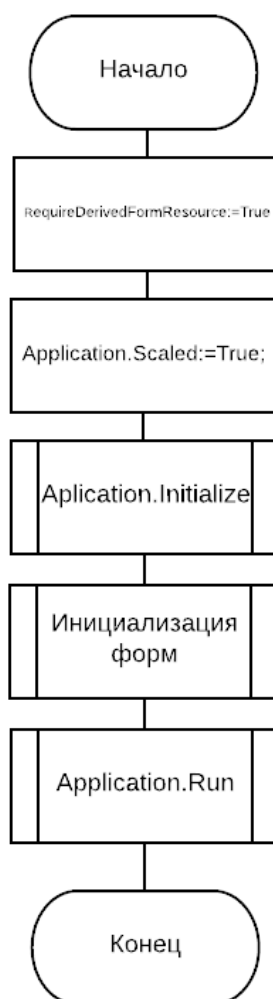 Начало
RequireDerivedFormResource:=True
Application.Scaled:=True;
Aplication.Initialize
Инициализация
форм
Application.Run
Конец